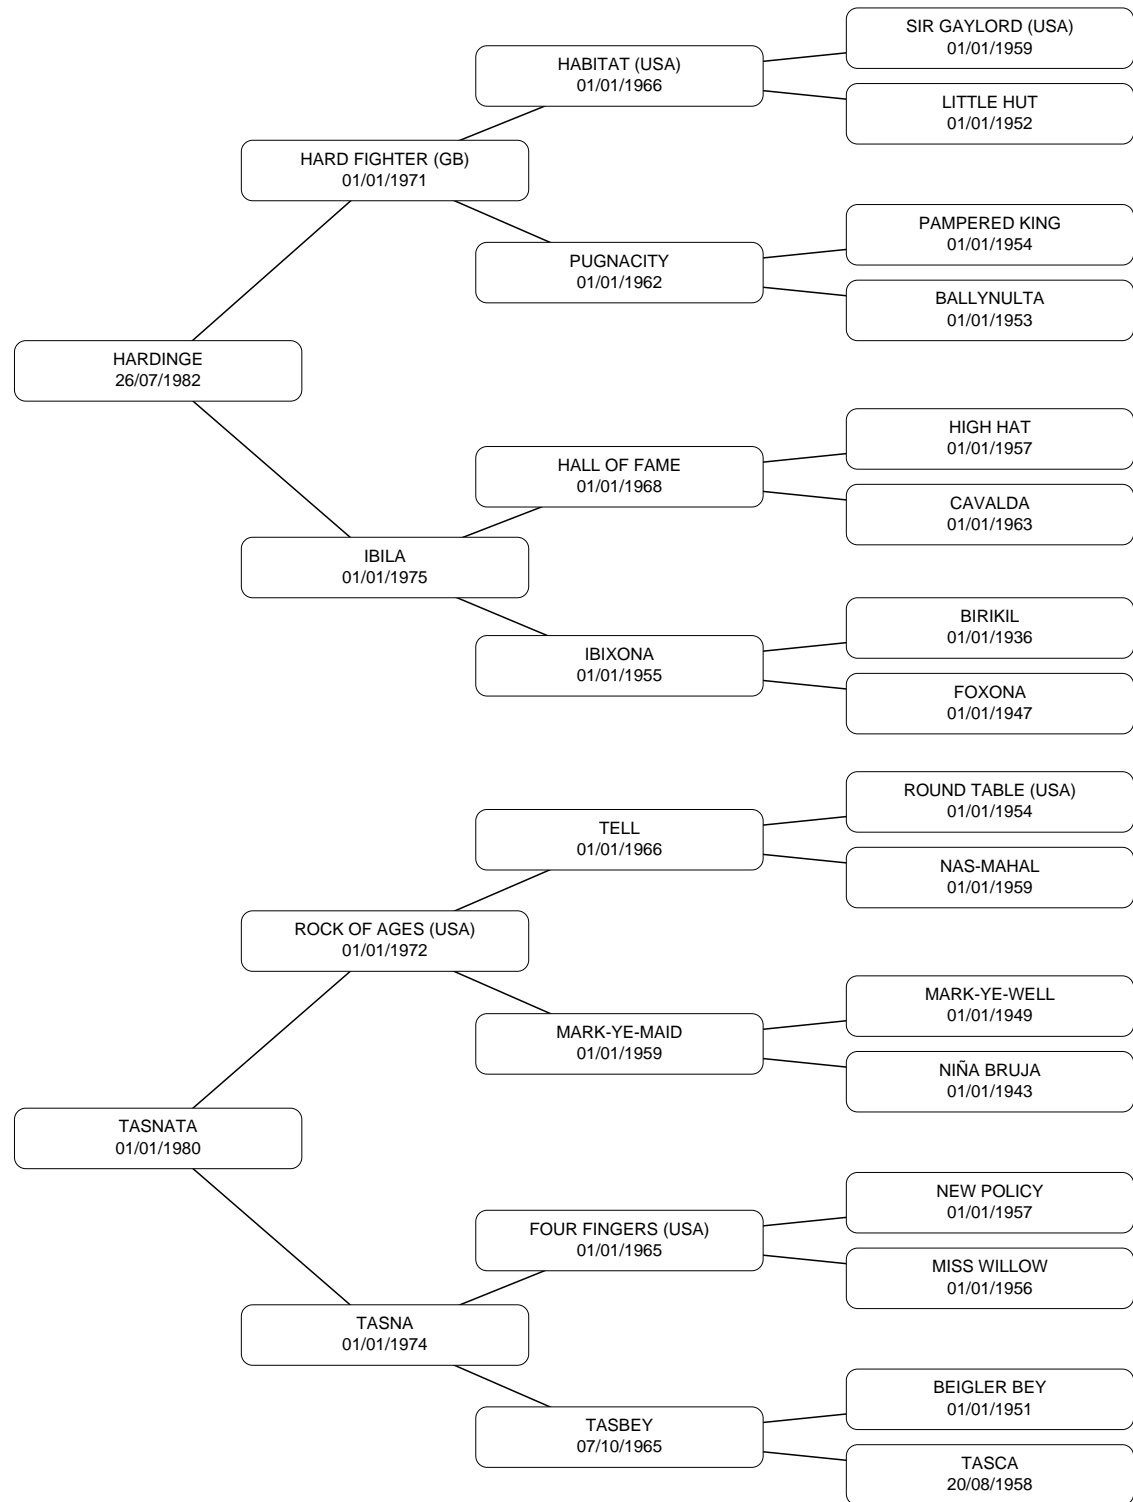 SIR GAYLORD (USA)
01/01/1959
HABITAT (USA)
01/01/1966
LITTLE HUT
01/01/1952
HARD FIGHTER (GB)
01/01/1971
PAMPERED KING
01/01/1954
PUGNACITY
01/01/1962
BALLYNULTA
01/01/1953
HARDINGE
26/07/1982
HIGH HAT
01/01/1957
HALL OF FAME
01/01/1968
CAVALDA
01/01/1963
IBILA
01/01/1975
BIRIKIL
01/01/1936
IBIXONA
01/01/1955
FOXONA
01/01/1947
ROUND TABLE (USA)
01/01/1954
TELL
01/01/1966
NAS-MAHAL
01/01/1959
ROCK OF AGES (USA)
01/01/1972
MARK-YE-WELL
01/01/1949
MARK-YE-MAID
01/01/1959
NIÑA BRUJA
01/01/1943
TASNATA
01/01/1980
NEW POLICY
01/01/1957
FOUR FINGERS (USA)
01/01/1965
MISS WILLOW
01/01/1956
TASNA
01/01/1974
BEIGLER BEY
01/01/1951
TASBEY
07/10/1965
TASCA
20/08/1958